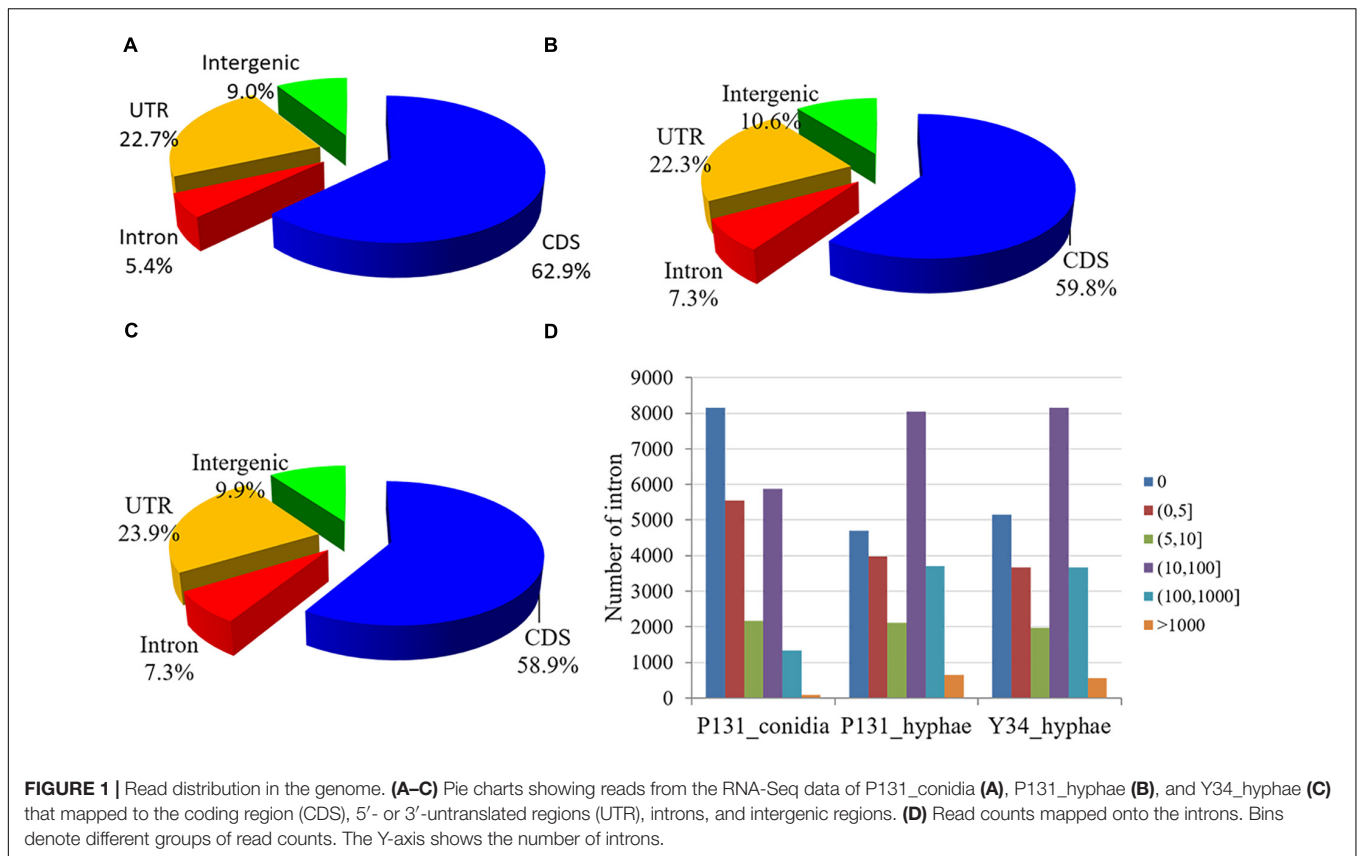 A
Intergenic
9.0%
UTR
22.7%
Intron
5.4%
CDS
62.9%
B
Intergenic
10.6%
UTR
22.3%
Intron
7.3%
CDS
59.8%
C
Intergenic
9.9%
UTR
23.9%
Intron
7.3%
CDS
58.9%
D
Number of intron
9000
8000
7000
6000
5000
4000
3000
2000
1000
0
P131_conidia P131_hyphae Y34_hyphae
0
(0,5]
(5,10]
(10,100]
(100,1000]
>1000
FIGURE 1 | Read distribution in the genome. (A–C) Pie charts showing reads from the RNA-Seq data of P131_conidia (A), P131_hyphae (B), and Y34_hyphae (C)
that mapped to the coding region (CDS), 5′- or 3′-untranslated regions (UTR), introns, and intergenic regions. (D) Read counts mapped onto the introns. Bins
denote different groups of read counts. The Y-axis shows the number of introns.